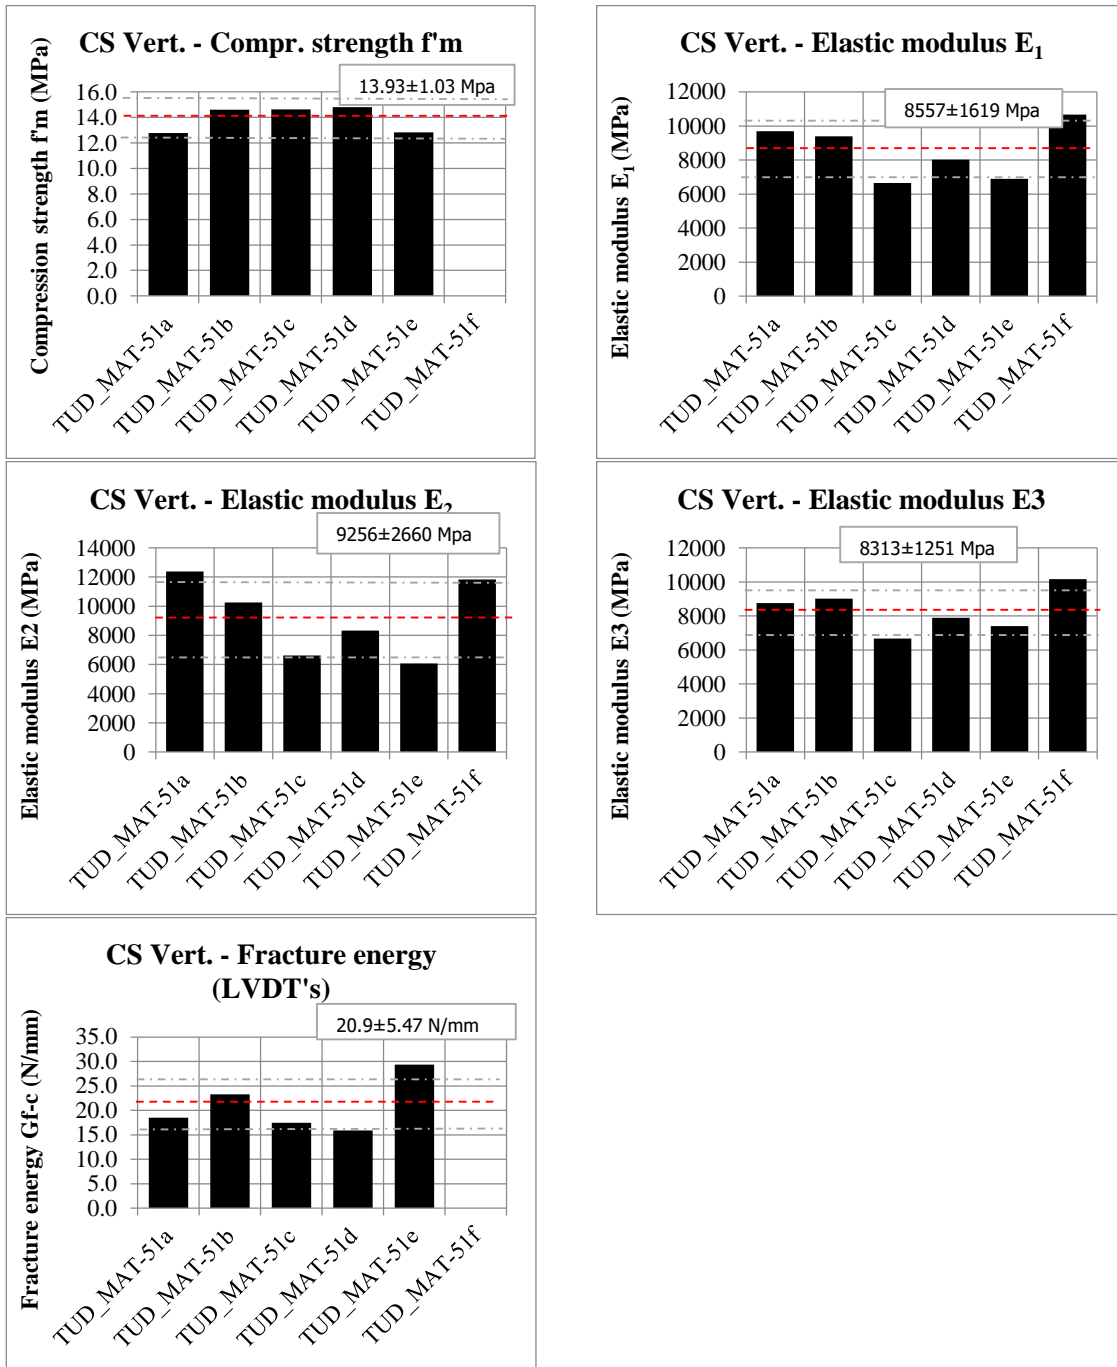 CS Vert. - Compr. strength f'm
13.93±1.03 Mpa
Compression strength f'm (MPa)
16.0
14.0
12.0
10.0
8.0
6.0
4.0
2.0
0.0
TUD_MAT-51a
TUD_MAT-51b
TUD_MAT-51c
TUD_MAT-51d
TUD_MAT-51e
TUD_MAT-51f
CS Vert. - Elastic modulus E1
8557±1619 Mpa
Elastic modulus E1 (MPa)
12000
10000
8000
6000
4000
2000
0
TUD_MAT-51a
TUD_MAT-51b
TUD_MAT-51c
TUD_MAT-51d
TUD_MAT-51e
TUD_MAT-51f
CS Vert. - Elastic modulus E2
9256±2660 Mpa
Elastic modulus E2 (MPa)
14000
12000
10000
8000
6000
4000
2000
0
TUD_MAT-51a
TUD_MAT-51b
TUD_MAT-51c
TUD_MAT-51d
TUD_MAT-51e
TUD_MAT-51f
CS Vert. - Elastic modulus E3
8313±1251 Mpa
Elastic modulus E3 (MPa)
12000
10000
8000
6000
4000
2000
0
TUD_MAT-51a
TUD_MAT-51b
TUD_MAT-51c
TUD_MAT-51d
TUD_MAT-51e
TUD_MAT-51f
CS Vert. - Fracture energy
(LVDT's)
20.9±5.47 N/mm
Fracture energy Gf-c (N/mm)
35.0
30.0
25.0
20.0
15.0
10.0
5.0
0.0
TUD_MAT-51a
TUD_MAT-51b
TUD_MAT-51c
TUD_MAT-51d
TUD_MAT-51e
TUD_MAT-51f